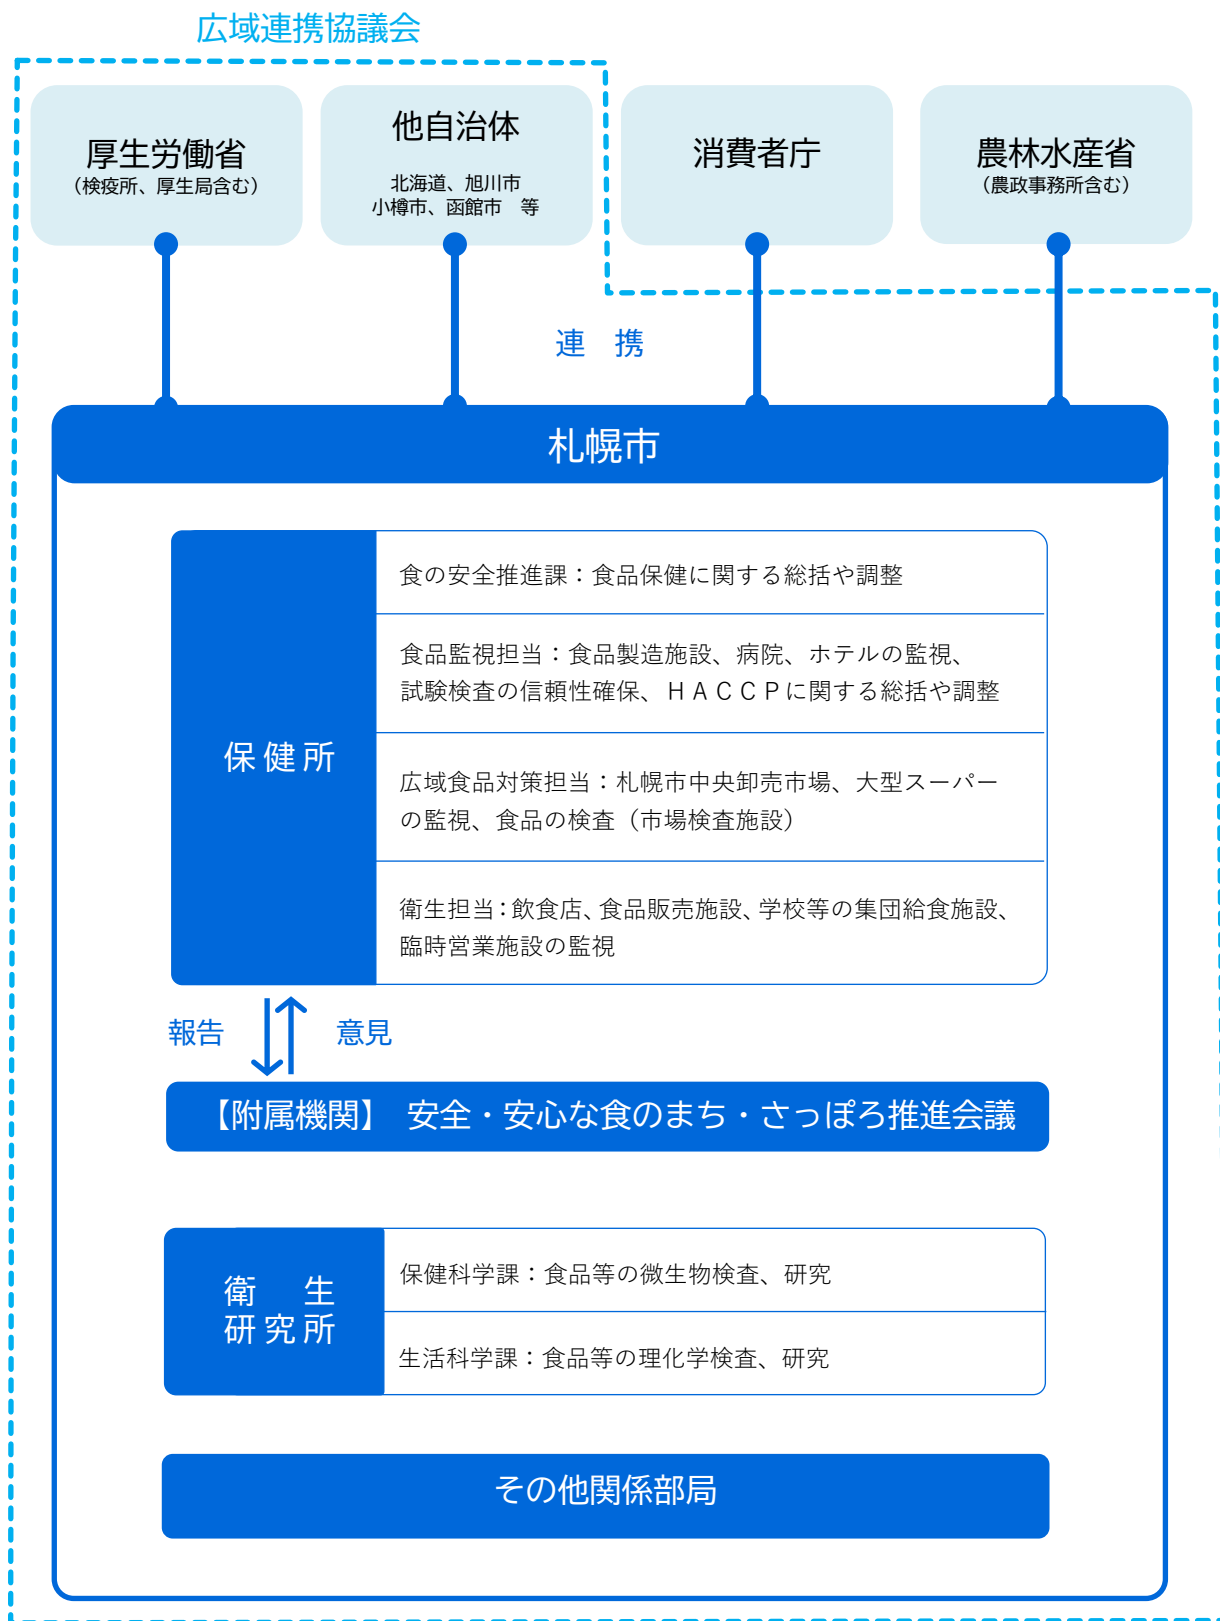 広域連携協議会
厚生労働省
（検疫所、厚生局含む）
他自治体
北海道、旭川市
小樽市、函館市　等
消費者庁
農林水産省
（農政事務所含む）
連　携
札幌市
保健所
食の安全推進課：食品保健に関する総括や調整
食品監視担当：食品製造施設、病院、ホテルの監視、
試験検査の信頼性確保、ＨＡＣＣＰに関する総括や調整
広域食品対策担当：札幌市中央卸売市場、大型スーパー
の監視、食品の検査（市場検査施設）
衛生担当：飲食店、食品販売施設、学校等の集団給食施設、
臨時営業施設の監視
報告
意見
【附属機関】　安全・安心な食のまち・さっぽろ推進会議
衛　生
研究所
保健科学課：食品等の微生物検査、研究
生活科学課：食品等の理化学検査、研究
その他関係部局